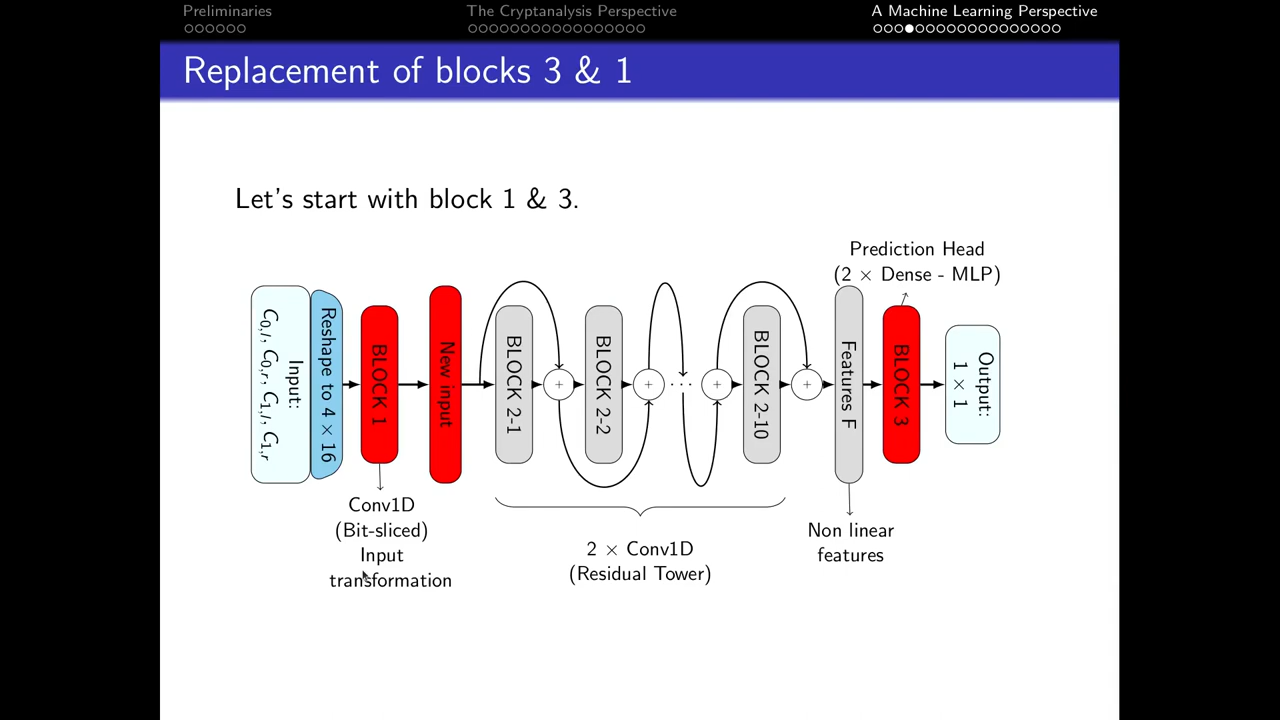 Preliminaries
The Cryptanalysis Perspective
A Machine Learning Perspective
Replacement of blocks 3 & 1
Let's start with block 1 & 3.
Prediction Head
(2 × Dense - MLP)
Input:
C0,l, C0,r, C1,l, C1,r
Reshape to 4 × 16
BLOCK 1
New input
BLOCK 2-1
+
BLOCK 2-2
+
...
+
BLOCK 2-10
+
Features F
BLOCK 3
Output:
1 × 1
Conv1D
(Bit-sliced)
Input
transformation
2 × Conv1D
(Residual Tower)
Non linear
features